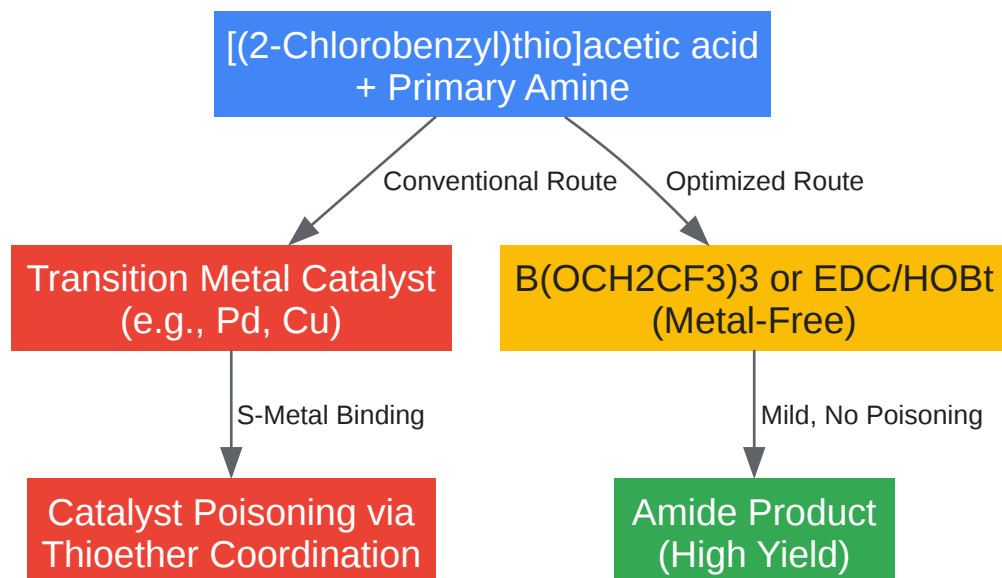 [(2-Chlorobenzyl)thio]acetic acid
+ Primary Amine
Conventional Route
Optimized Route
Transition Metal Catalyst
(e.g., Pd, Cu)
B(OCH2CF3)3 or EDC/HOBt
(Metal-Free)
S-Metal Binding
Mild, No Poisoning
Catalyst Poisoning via
Thioether Coordination
Amide Product
(High Yield)